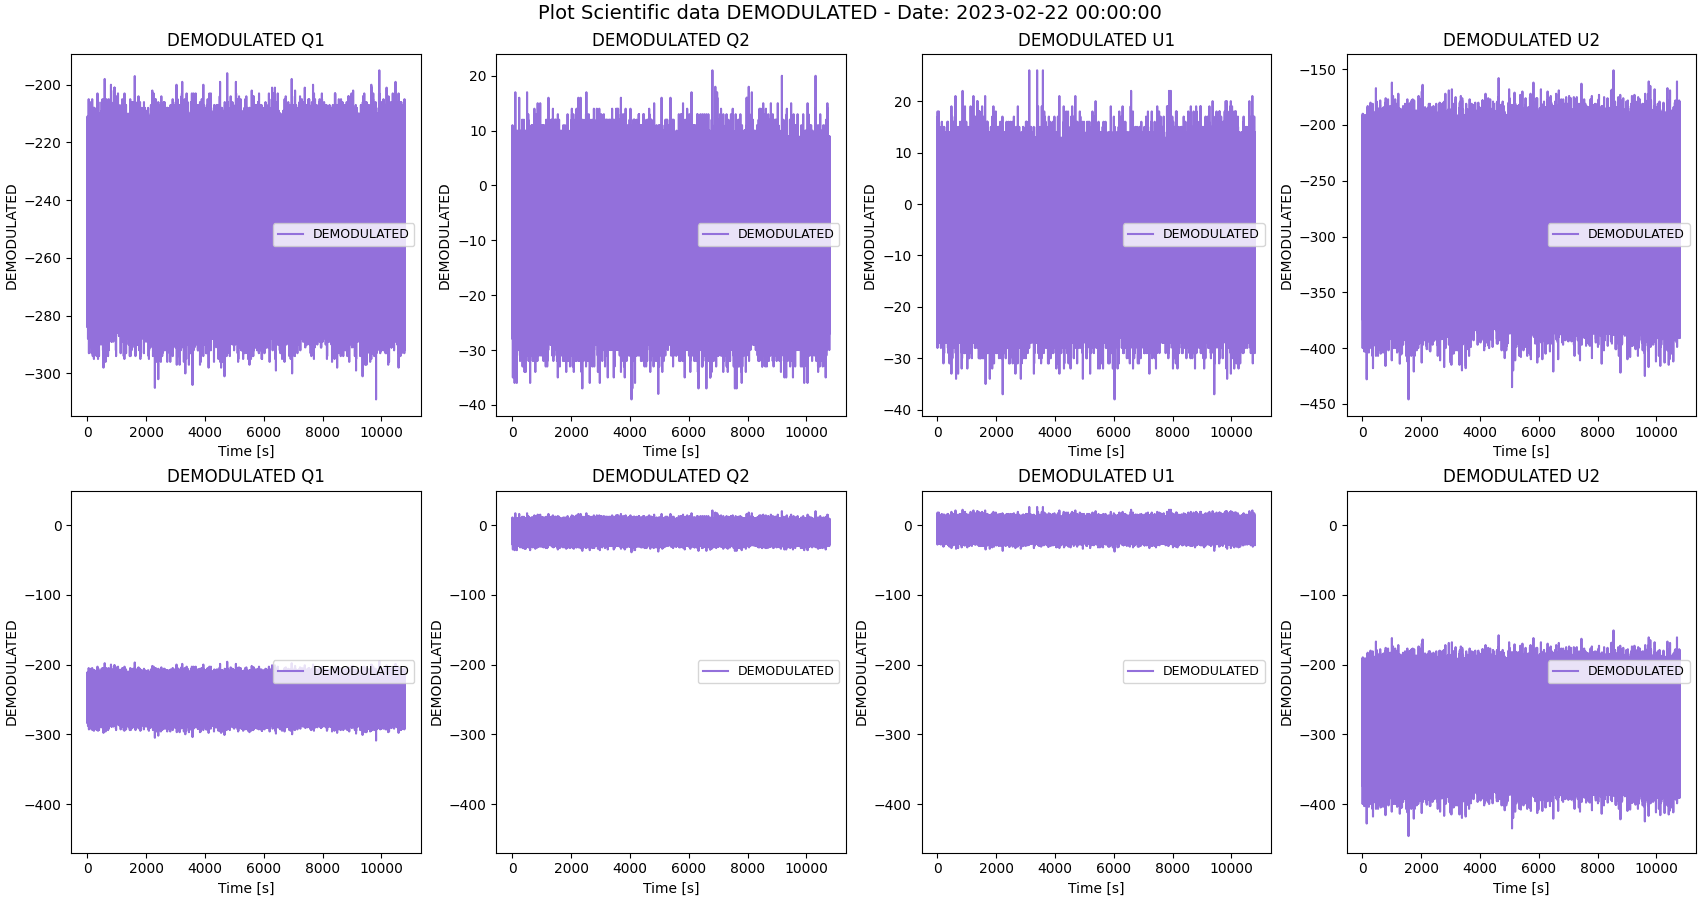 Plot Scientific data DEMODULATED - Date: 2023-02-22 00:00:00
DEMODULATED Q1
DEMODULATED
−200
−220
−240
−260
−280
−300
DEMODULATED
0 2000 4000 6000 8000 10000
Time [s]
DEMODULATED Q2
DEMODULATED
20
10
0
−10
−20
−30
−40
DEMODULATED
0 2000 4000 6000 8000 10000
Time [s]
DEMODULATED U1
DEMODULATED
20
10
0
−10
−20
−30
−40
DEMODULATED
0 2000 4000 6000 8000 10000
Time [s]
DEMODULATED U2
DEMODULATED
−150
−200
−250
−300
−350
−400
−450
DEMODULATED
0 2000 4000 6000 8000 10000
Time [s]
DEMODULATED Q1
DEMODULATED
0
−100
−200
−300
−400
DEMODULATED
0 2000 4000 6000 8000 10000
Time [s]
DEMODULATED Q2
DEMODULATED
0
−100
−200
−300
−400
DEMODULATED
0 2000 4000 6000 8000 10000
Time [s]
DEMODULATED U1
DEMODULATED
0
−100
−200
−300
−400
DEMODULATED
0 2000 4000 6000 8000 10000
Time [s]
DEMODULATED U2
DEMODULATED
0
−100
−200
−300
−400
DEMODULATED
0 2000 4000 6000 8000 10000
Time [s]